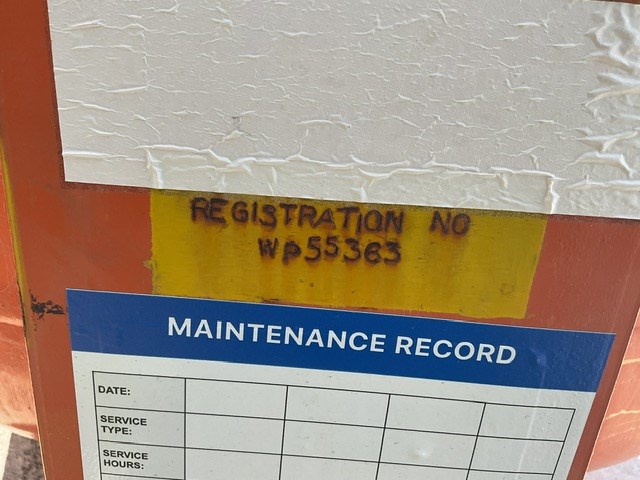 REGISTRATION NO
Wp55363
MAINTENANCE RECORD
DATE:
SERVICE
TYPE:
SERVICE
HOURS: